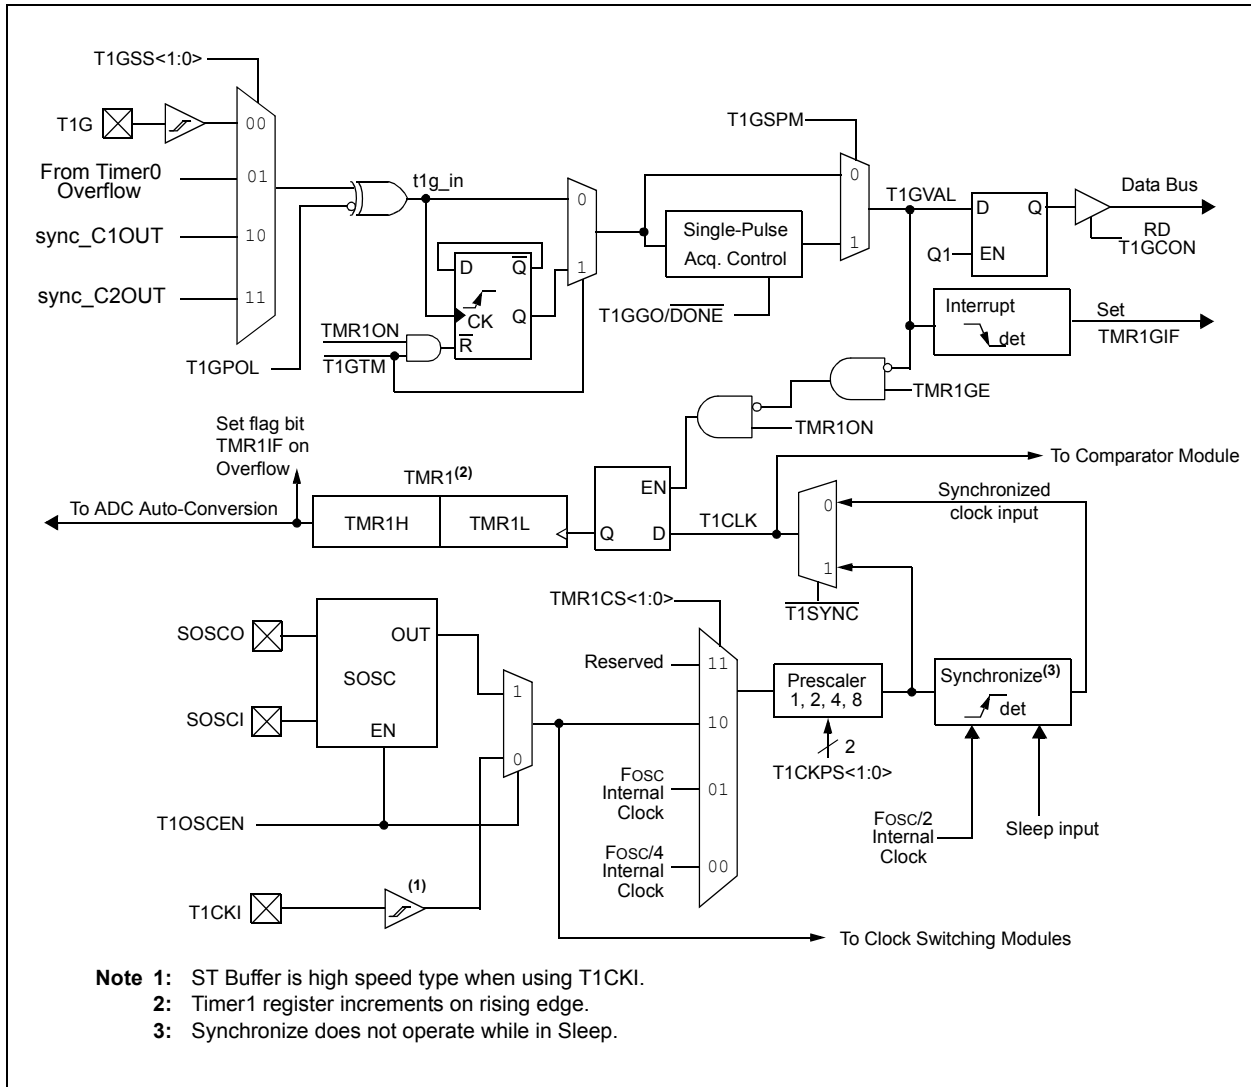 T1GSS<1:0>
T1G
00
From Timer0
Overflow
01
sync_C1OUT
10
sync_C2OUT
11
T1GPOL
t1g_in
0
1
D
Q
CK
Q
R
TMR1ON
T1GTM
T1GSPM
0
1
Single-Pulse
Acq. Control
T1GGO/DONE
T1GVAL
D
Q
Q1
EN
Data Bus
RD
T1GCON
Interrupt
det
Set
TMR1GIF
TMR1GE
TMR1ON
Set flag bit
TMR1IF on
Overflow
To ADC Auto-Conversion
TMR1(2)
TMR1H
TMR1L
EN
Q
D
T1CLK
To Comparator Module
0
1
Synchronized
clock input
T1SYNC
SOSCO
SOSCI
OUT
SOSC
EN
1
0
T1OSCEN
T1CKI
(1)
TMR1CS<1:0>
Reserved
11
10
FOSC
Internal
Clock
01
FOSC/4
Internal
Clock
00
Prescaler
1, 2, 4, 8
2
T1CKPS<1:0>
Synchronize(3)
det
FOSC/2
Internal
Clock
Sleep input
To Clock Switching Modules
Note 1: ST Buffer is high speed type when using T1CKI.
2: Timer1 register increments on rising edge.
3: Synchronize does not operate while in Sleep.